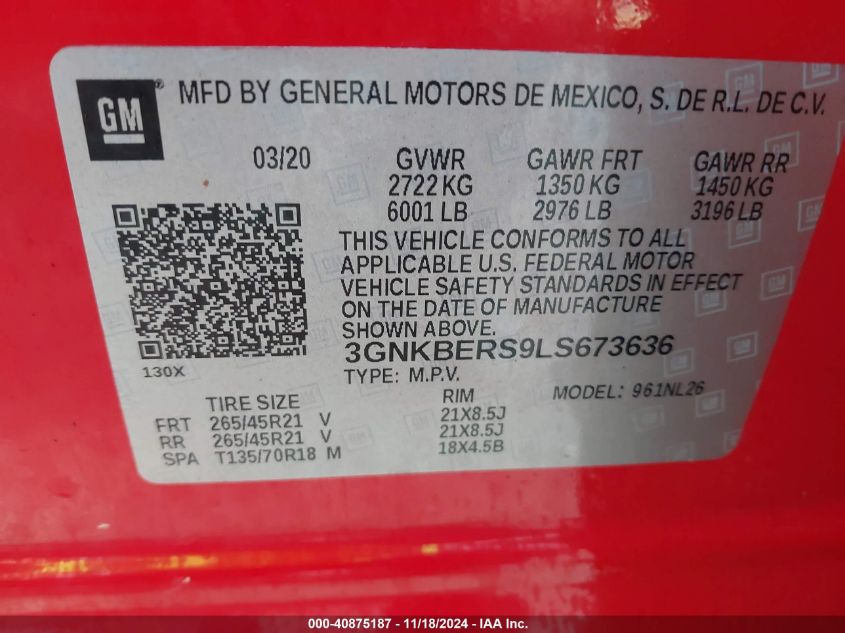 GM
MFD BY GENERAL MOTORS DE MEXICO, S. DE R.L. DE C.V.
03/20 GVWR GAWR FRT GAWR RR
2722 KG 1350 KG 1450 KG
6001 LB 2976 LB 3196 LB
THIS VEHICLE CONFORMS TO ALL
APPLICABLE U.S. FEDERAL MOTOR
VEHICLE SAFETY STANDARDS IN EFFECT
ON THE DATE OF MANUFACTURE
SHOWN ABOVE.
3GNKBERS9LS673636
130X
TYPE: M.P.V. MODEL: 961NL26
TIRE SIZE RIM
FRT 265/45R21 V 21X8.5J
RR 265/45R21 V 21X8.5J
SPA T135/70R18 M 18X4.5B
000-40875187 - 11/18/2024 - IAA Inc.